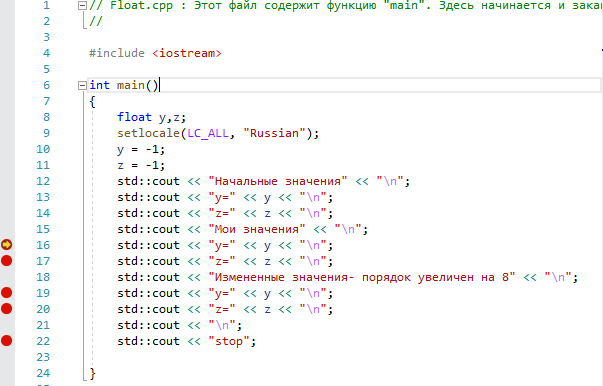 1 // Float.cpp : Этот файл содержит функцию "main". Здесь начинается и
2 //
3
4 #include <iostream>
5
6 int main()
7 {
8 float y,z;
9 setlocale(LC_ALL, "Russian");
10 y = -1;
11 z = -1;
12 std::cout << "Начальные значения" << "\n";
13 std::cout << "y=" << y << "\n";
14 std::cout << "z=" << z << "\n";
15 std::cout << "Мои значения" << "\n";
16 std::cout << "y=" << y << "\n";
17 std::cout << "z=" << z << "\n";
18 std::cout << "Измененные значения- порядок увеличен на 8" << "\n";
19 std::cout << "y=" << y << "\n";
20 std::cout << "z=" << z << "\n";
21 std::cout << "\n";
22 std::cout << "stop";
23
24 }